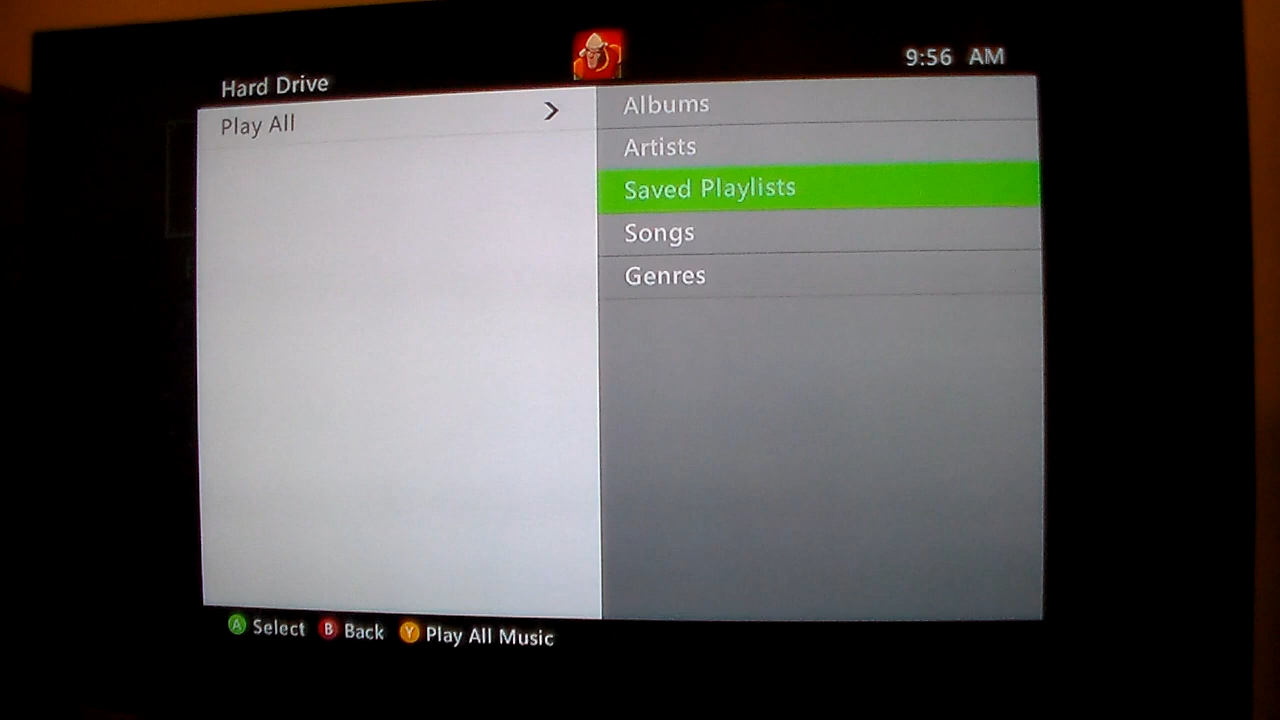 Hard Drive
9:56 AM
Play All
Albums
Artists
Saved Playlists
Songs
Genres
A Select B Back Y Play All Music